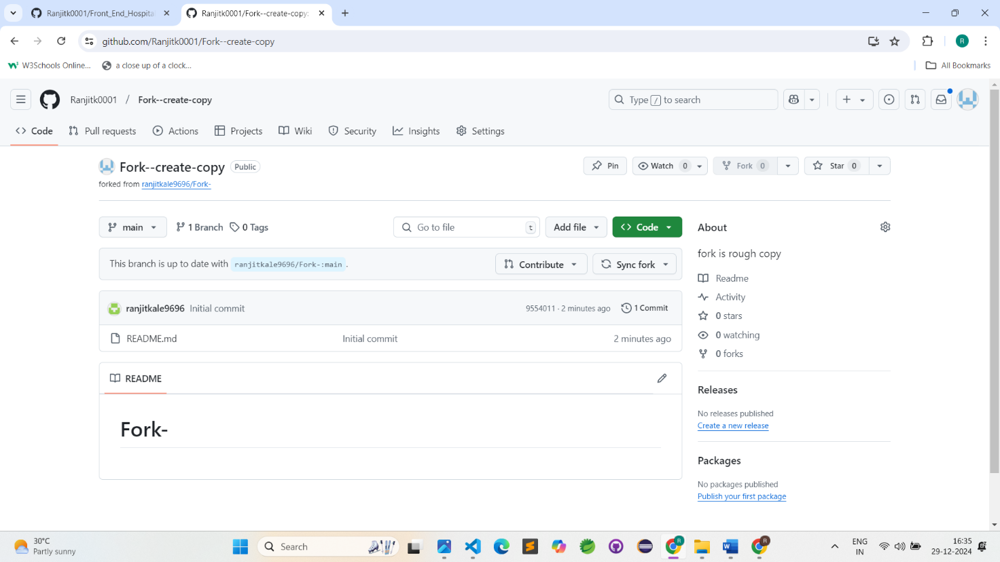 Ranjitk0001/Front_End_Hospita
Ranjitk0001/Fork--create-copy:
github.com/Ranjitk0001/Fork--create-copy
R
W3Schools Online...
a close up of a clock...
All Bookmarks
Ranjitk0001 / Fork--create-copy
Type / to search
Code
Pull requests
Actions
Projects
Wiki
Security
Insights
Settings
Fork--create-copy Public
forked from ranjitkale9696/Fork-
Pin
Watch 0
Fork 0
Star 0
main
1 Branch
0 Tags
Go to file t
Add file
Code
This branch is up to date with ranjitkale9696/Fork-:main .
Contribute
Sync fork
ranjitkale9696 Initial commit
9554011 · 2 minutes ago
1 Commit
README.md
Initial commit
2 minutes ago
README
Fork-
About
fork is rough copy
Readme
Activity
0 stars
0 watching
0 forks
Releases
No releases published
Create a new release
Packages
No packages published
Publish your first package
30°C
Partly sunny
Search
R
R
ENG
IN
16:35
29-12-2024